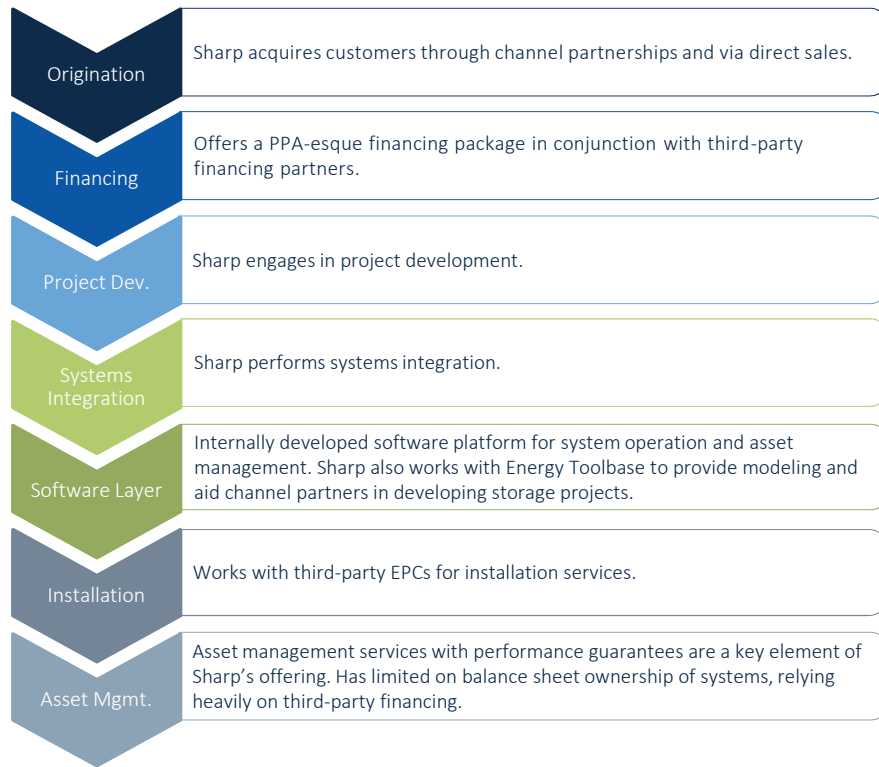 Origination
Sharp acquires customers through channel partnerships and via direct sales.
Financing
Offers a PPA-esque financing package in conjunction with third-party
financing partners.
Project Dev.
Sharp engages in project development.
Systems
Integration
Sharp performs systems integration.
Software Layer
Internally developed software platform for system operation and asset
management. Sharp also works with Energy Toolbase to provide modeling and
aid channel partners in developing storage projects.
Installation
Works with third-party EPCs for installation services.
Asset Mgmt.
Asset management services with performance guarantees are a key element of
Sharp’s offering. Has limited on balance sheet ownership of systems, relying
heavily on third-party financing.